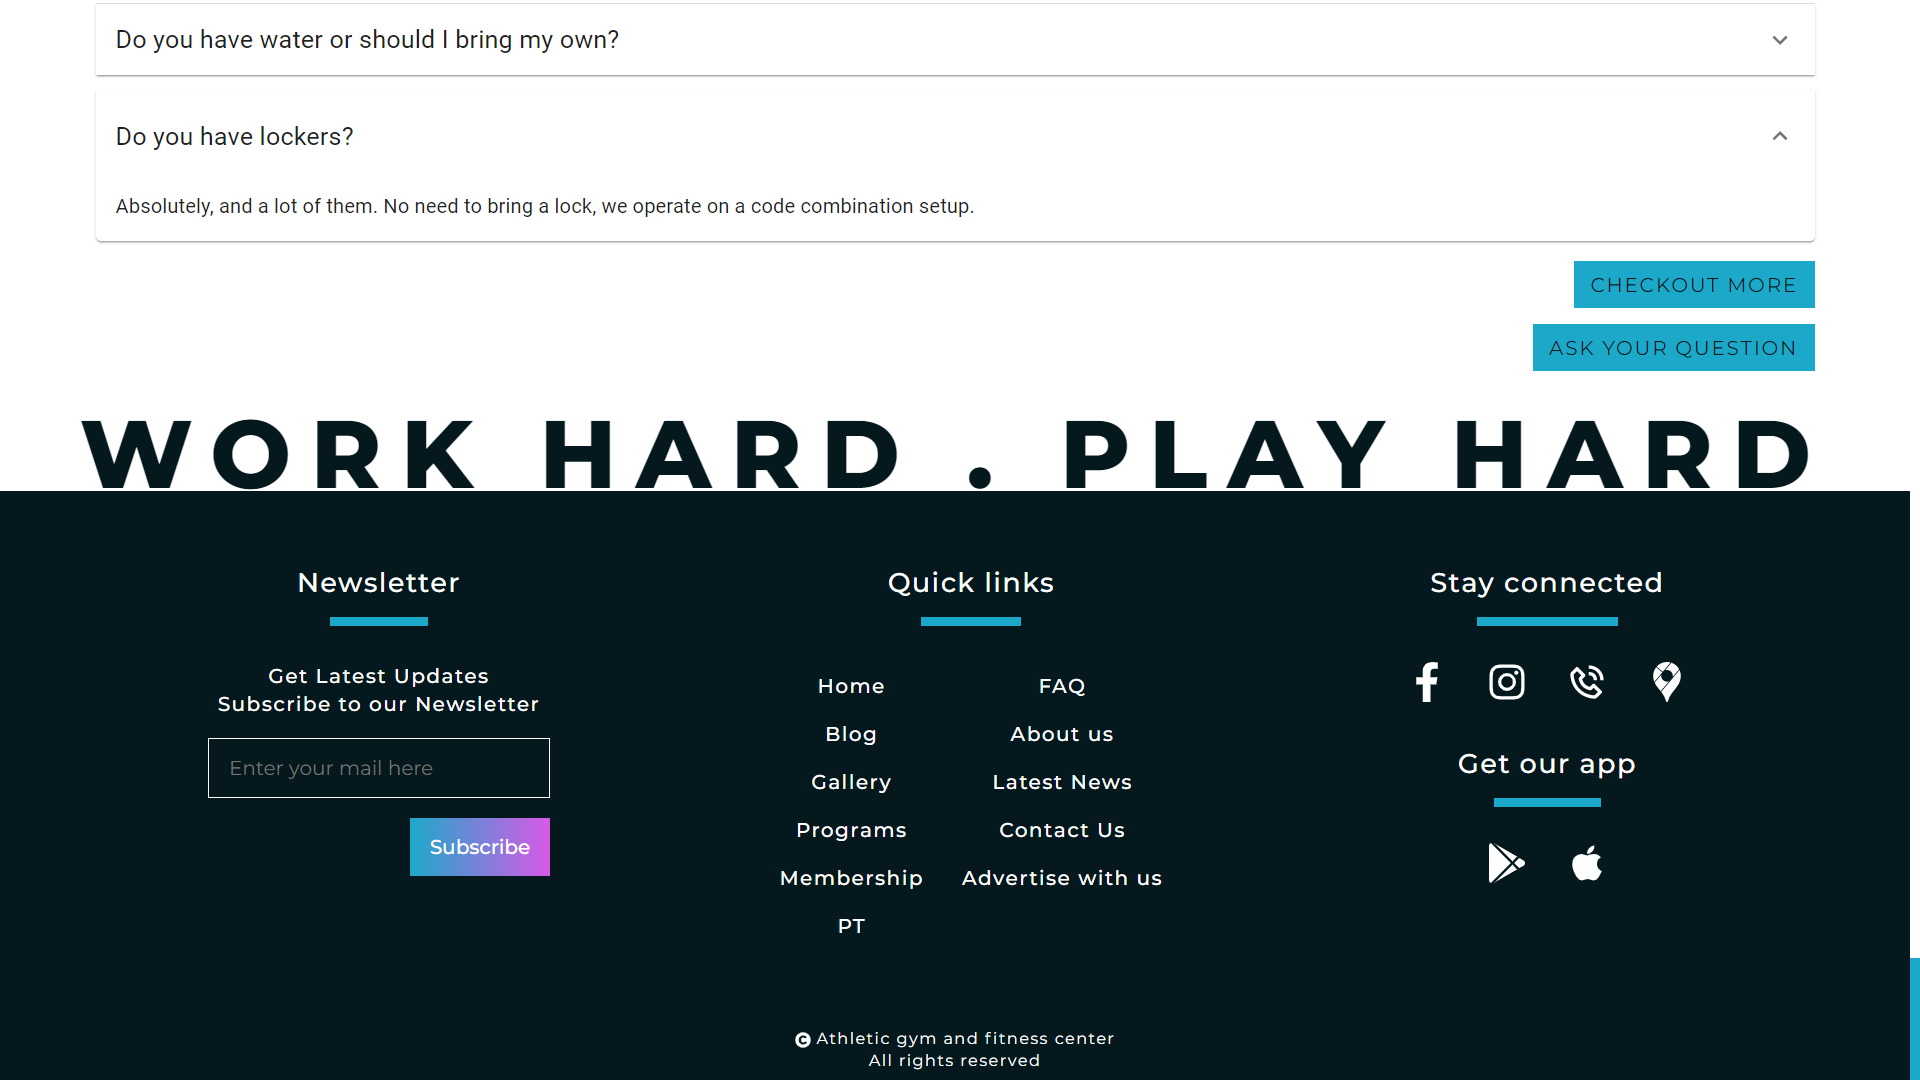 Do you have water or should I bring my own?
Do you have lockers?
Absolutely, and a lot of them. No need to bring a lock, we operate on a code combination setup.
CHECKOUT MORE
ASK YOUR QUESTION
WORK HARD . PLAY HARD
Newsletter
Get Latest Updates
Subscribe to our Newsletter
Enter your mail here
Subscribe
Quick links
Home
Blog
Gallery
Programs
Membership
PT
FAQ
About us
Latest News
Contact Us
Advertise with us
Stay connected
Get our app
© Athletic gym and fitness center
All rights reserved